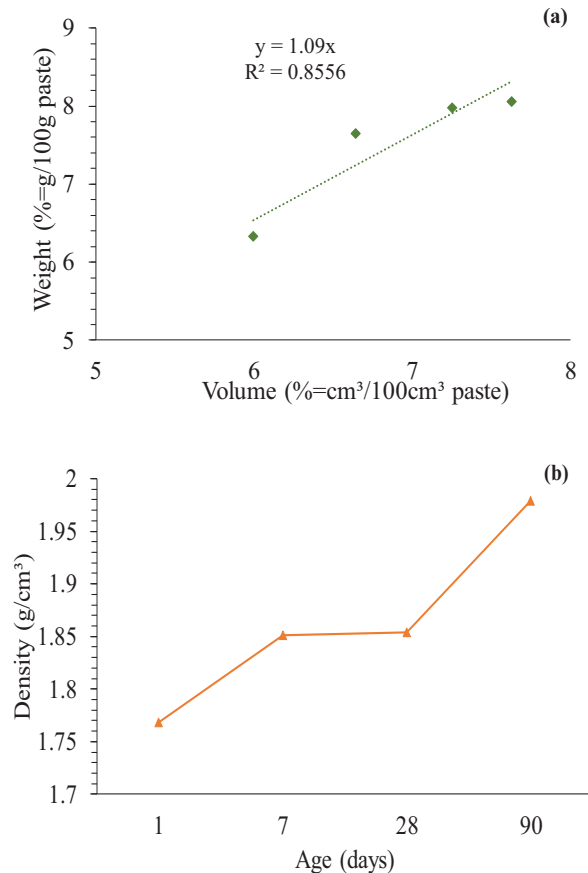 (a)
y = 1.09x
R² = 0.8556
Weight (%=g/100g paste)
9
8
7
6
5
5
6
7
8
Volume (%=cm³/100cm³ paste)
(b)
Density (g/cm³)
2
1.95
1.9
1.85
1.8
1.75
1.7
1
7
28
90
Age (days)